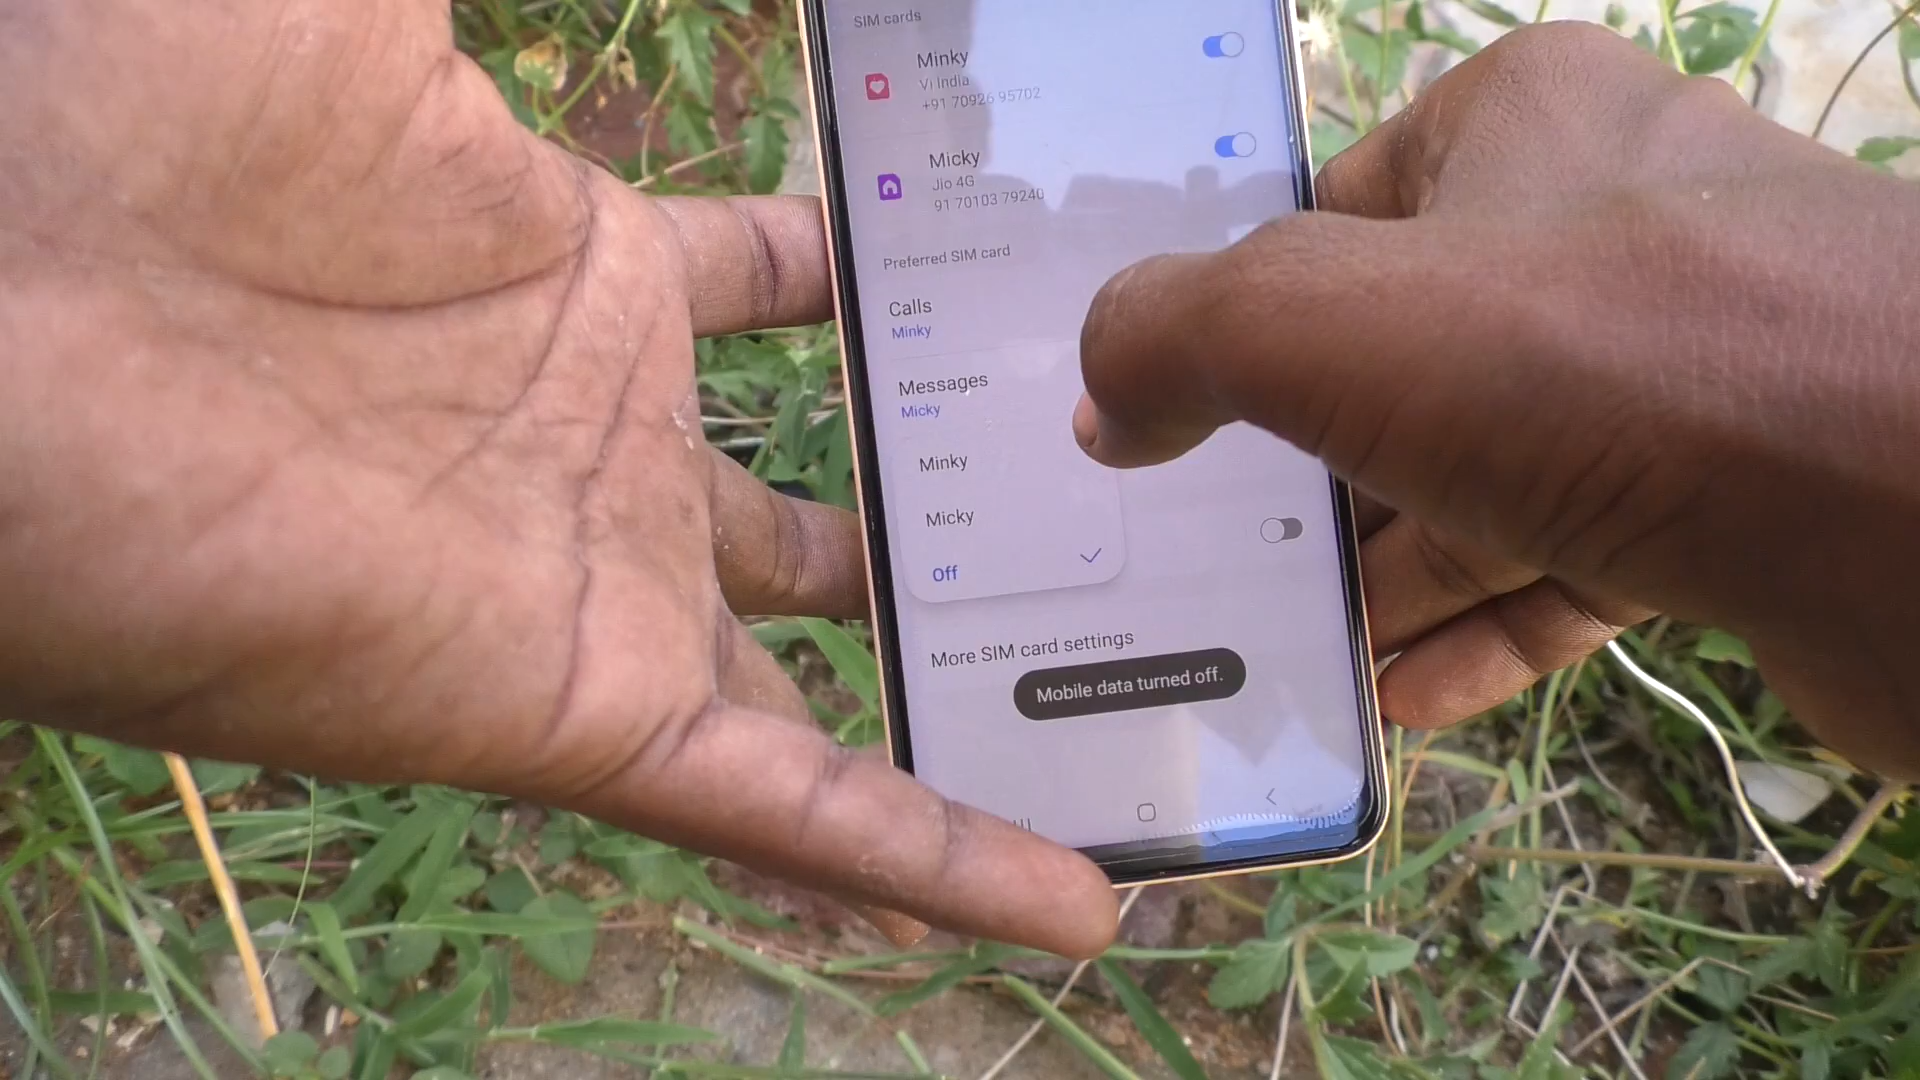 SIM cards
Minky
Vi India
+91 70926 95702
Micky
Jio 4G
91 70103 79240
Preferred SIM card
Calls
Minky
Messages
Micky
Minky
Micky
Off
More SIM card settings
Mobile data turned off.